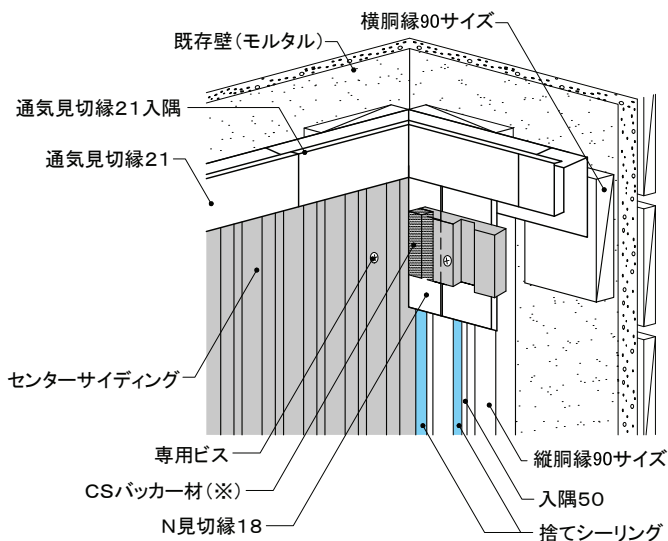 横胴縁90サイズ
既存壁(モルタル)
通気見切縁21入隅
通気見切縁21
センターサイディング
専用ビス
CSバッカー材(※)
N見切縁18
縦胴縁90サイズ
入隅50
捨てシーリング